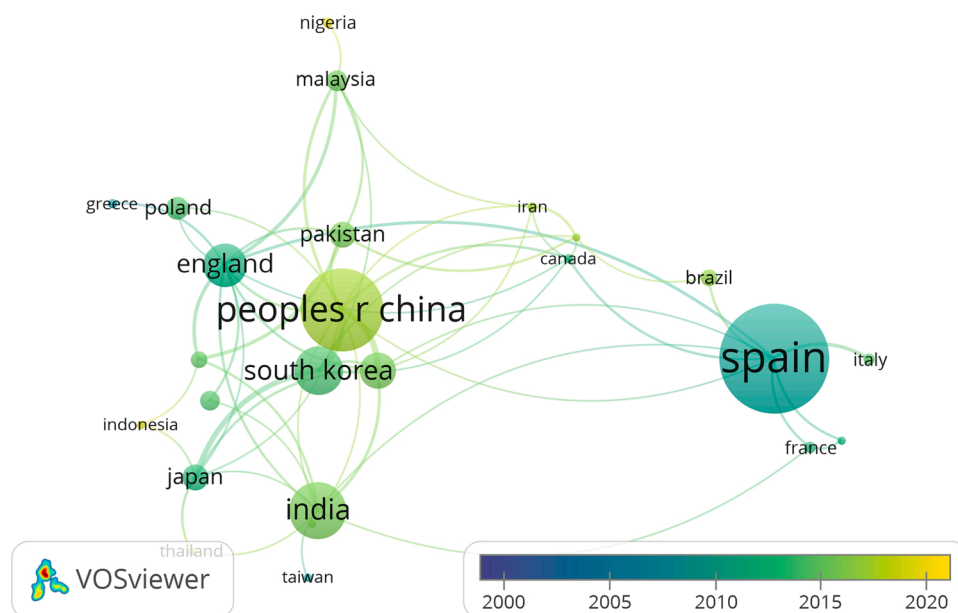 nigeria
malaysia
greece
poland
iran
pakistan
england
canada
brazil
peoples r china
spain
italy
south korea
indonesia
france
japan
india
thailand
taiwan
VOSviewer
2000 2005 2010 2015 2020